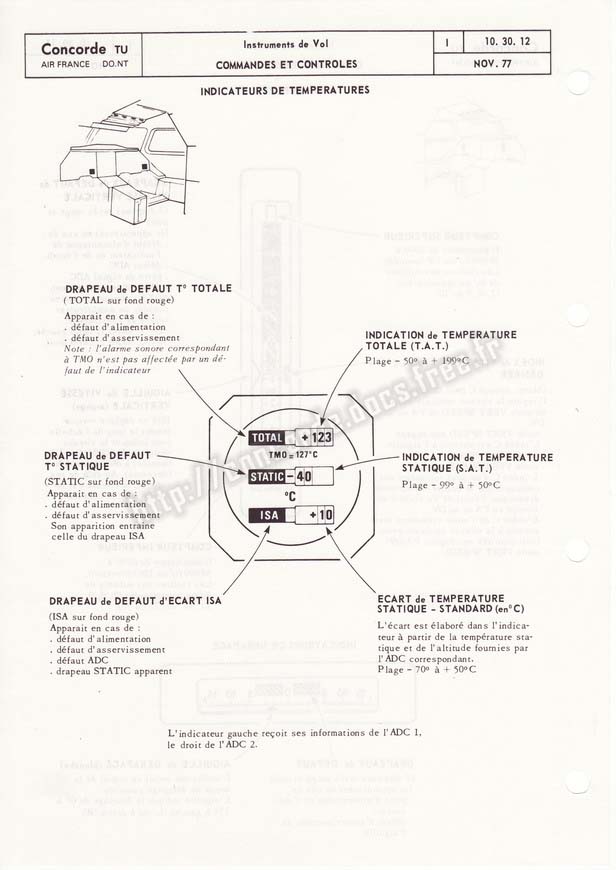 Concorde TU
AIR FRANCE DO.NT
Instruments de Vol
COMMANDES ET CONTROLES
I
10. 30. 12
NOV. 77
INDICATEURS DE TEMPERATURES
DRAPEAU de DEFAUT T° TOTALE
( TOTAL sur fond rouge)
Apparait en cas de :
. défaut d'alimentation
. défaut d'asservissement
Note : l'alarme sonore correspondant
à TMO n'est pas affectée par un dé-
faut de l'indicateur
INDICATION de TEMPERATURE
TOTALE (T.A.T.)
Plage - 50° à + 199°C
DRAPEAU de DEFAUT
T° STATIQUE
(STATIC sur fond rouge)
Apparait en cas de :
. défaut d'alimentation
. défaut d'asservissement
Son apparition entraine
celle du drapeau ISA
TOTAL + 123
TMO = 127°C
STATIC - 40
°C
ISA + 10
INDICATION de TEMPERATURE
STATIQUE (S.A.T.)
Plage - 99° à + 50°C
DRAPEAU de DEFAUT D'ECART ISA
(ISA sur fond rouge)
Apparait en cas de :
. défaut d'alimentation
. défaut d'asservissement
. défaut ADC
. drapeau STATIC apparent
ECART de TEMPERATURE
STATIQUE - STANDARD (en°C)
L'écart est élaboré dans l'indica-
teur à partir de la température sta-
tique et de l'altitude fournies par
l'ADC correspondant.
Plage - 70° à + 50°C
L'indicateur gauche reçoit ses informations de l'ADC 1,
le droit de l'ADC 2.